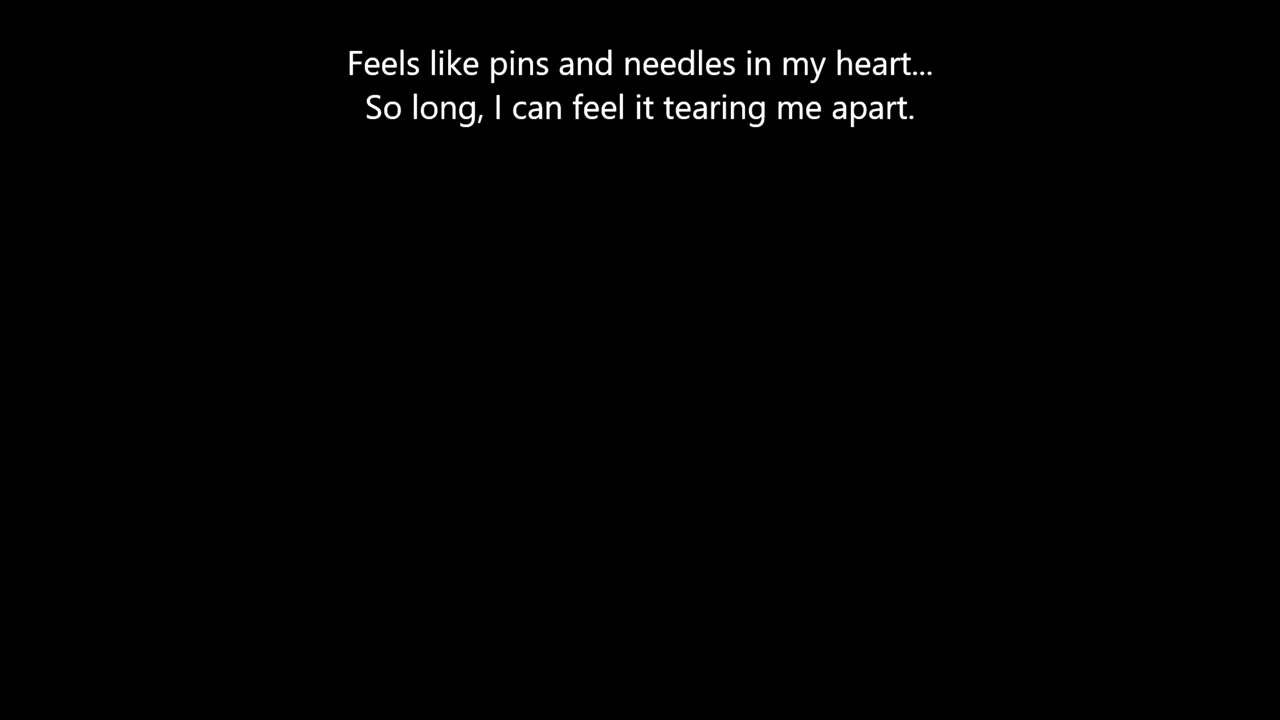 Feels like pins and needles in my heart...
So long, I can feel it tearing me apart.